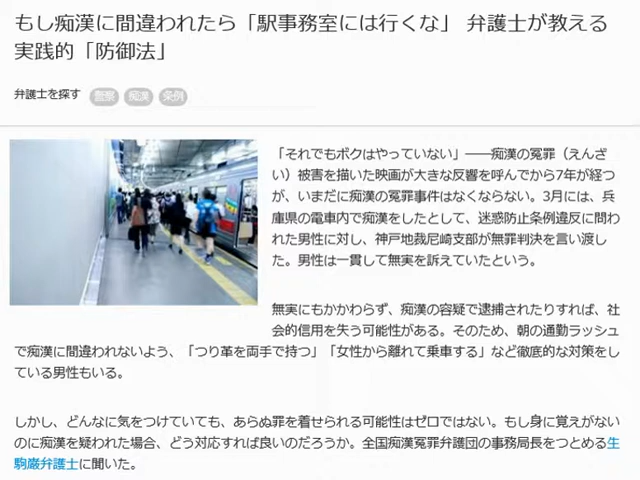 もし痴漢に間違われたら「駅事務室には行くな」 弁護士が教える
実践的「防御法」
弁護士を探す 警察 痴漢 条例
「それでもボクはやっていない」――痴漢の冤罪（えんざ
い）被害を描いた映画が大きな反響を呼んでから7年が経つ
が、いまだに痴漢の冤罪事件はなくならない。3月には、兵
庫県の電車内で痴漢をしたとして、迷惑防止条例違反に問わ
れた男性に対し、神戸地裁尼崎支部が無罪判決を言い渡し
た。男性は一貫して無実を訴えていたという。
無実にもかかわらず、痴漢の容疑で逮捕されたりすれば、社
会的信用を失う可能性がある。そのため、朝の通勤ラッシュ
で痴漢に間違われないよう、「つり革を両手で持つ」「女性から離れて乗車する」など徹底的な対策をし
ている男性もいる。
しかし、どんなに気をつけていても、あらぬ罪を着せられる可能性はゼロではない。もし身に覚えがない
のに痴漢を疑われた場合、どう対応すれば良いのだろうか。全国痴漢冤罪弁護団の事務局長をつとめる生
駒巌弁護士に聞いた。